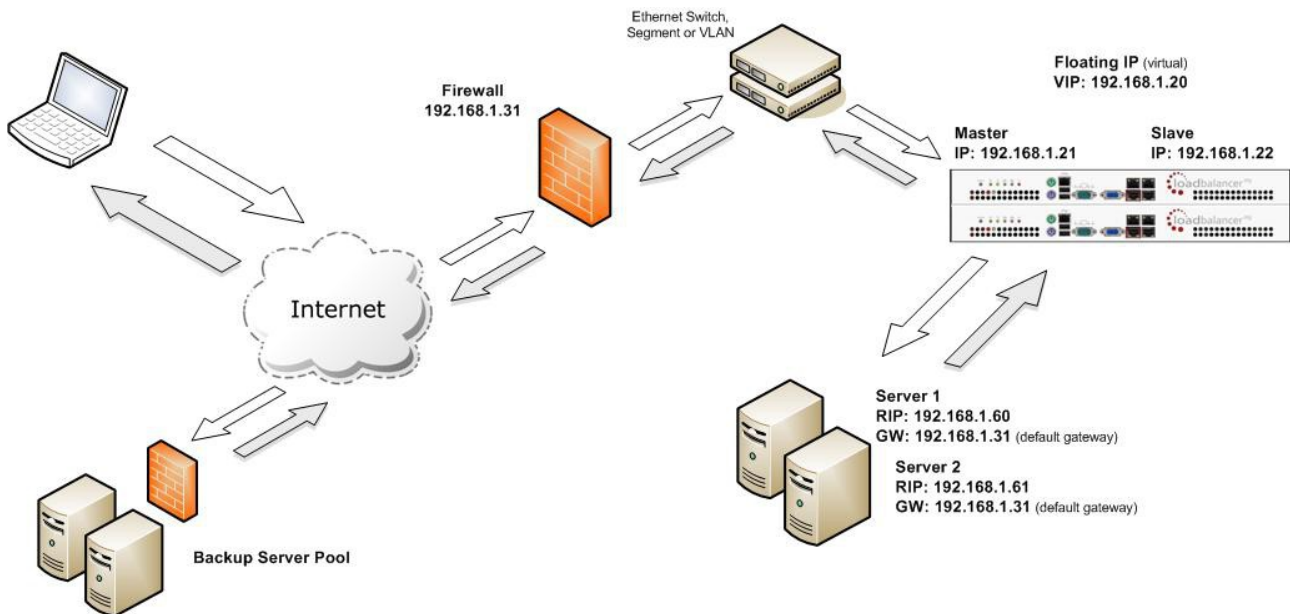 Ethernet Switch,
Segment or VLAN
Floating IP (virtual)
VIP: 192.168.1.20
Firewall
192.168.1.31
Master
IP: 192.168.1.21
Slave
IP: 192.168.1.22
loadbalancer
loadbalancer
Internet
Server 1
RIP: 192.168.1.60
GW: 192.168.1.31 (default gateway)
Server 2
RIP: 192.168.1.61
GW: 192.168.1.31 (default gateway)
Backup Server Pool